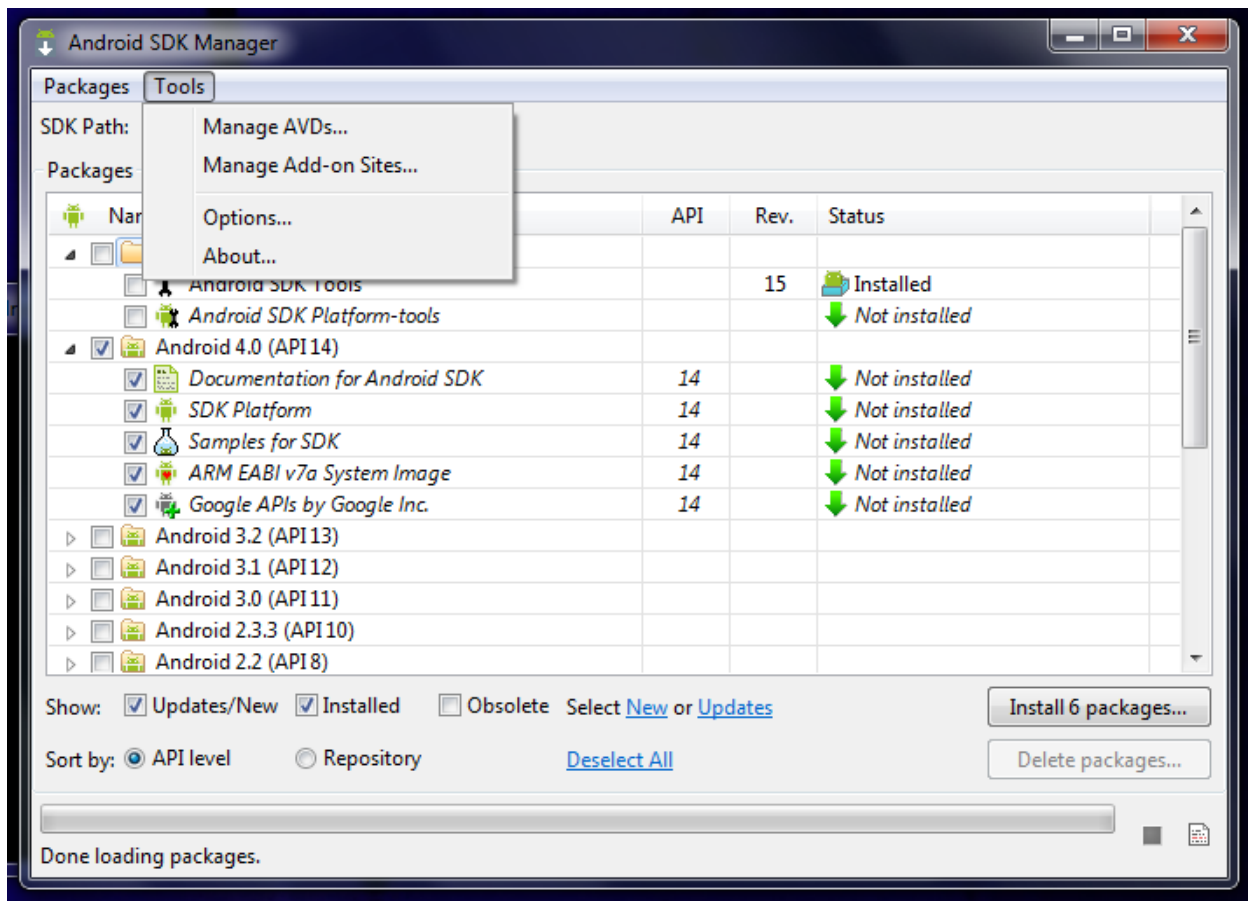 Android SDK Manager
Packages Tools
SDK Path: Manage AVDs...
Manage Add-on Sites...
Packages
Options...
About...
API Rev. Status
Android SDK Tools 15 Installed
Android SDK Platform-tools Not installed
Android 4.0 (API 14)
Documentation for Android SDK 14 Not installed
SDK Platform 14 Not installed
Samples for SDK 14 Not installed
ARM EABI v7a System Image 14 Not installed
Google APIs by Google Inc. 14 Not installed
Android 3.2 (API 13)
Android 3.1 (API 12)
Android 3.0 (API 11)
Android 2.3.3 (API 10)
Android 2.2 (API 8)
Show: Updates/New Installed Obsolete Select New or Updates Install 6 packages...
Sort by: API level Repository Deselect All Delete packages...
Done loading packages.